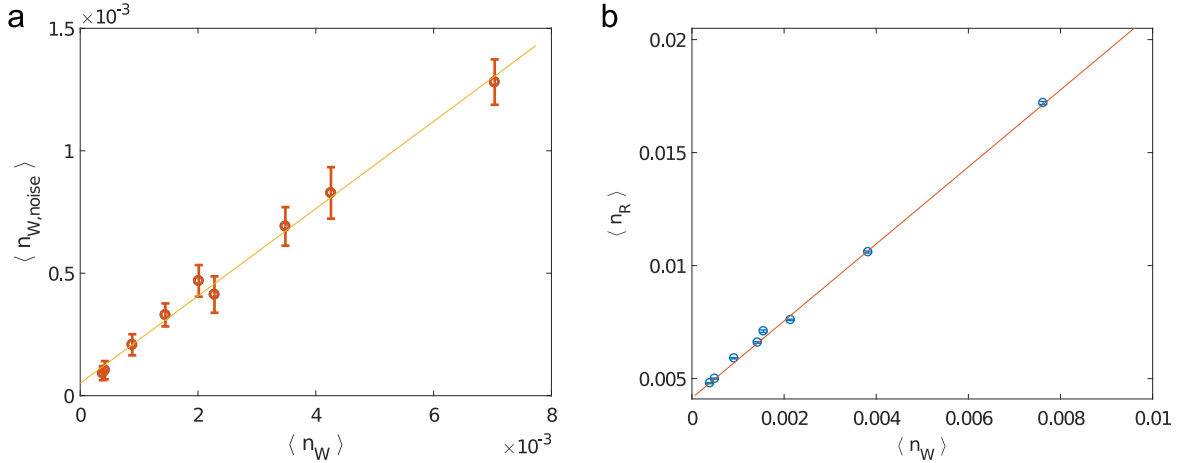 a
×10⁻³
1.5
1
0.5
0
0 2 4 6 8
×10⁻³
⟨ n_W ⟩
⟨ n_W,noise ⟩
b
0.02
0.015
0.01
0.005
0 0.002 0.004 0.006 0.008 0.01
⟨ n_W ⟩
⟨ n_R ⟩